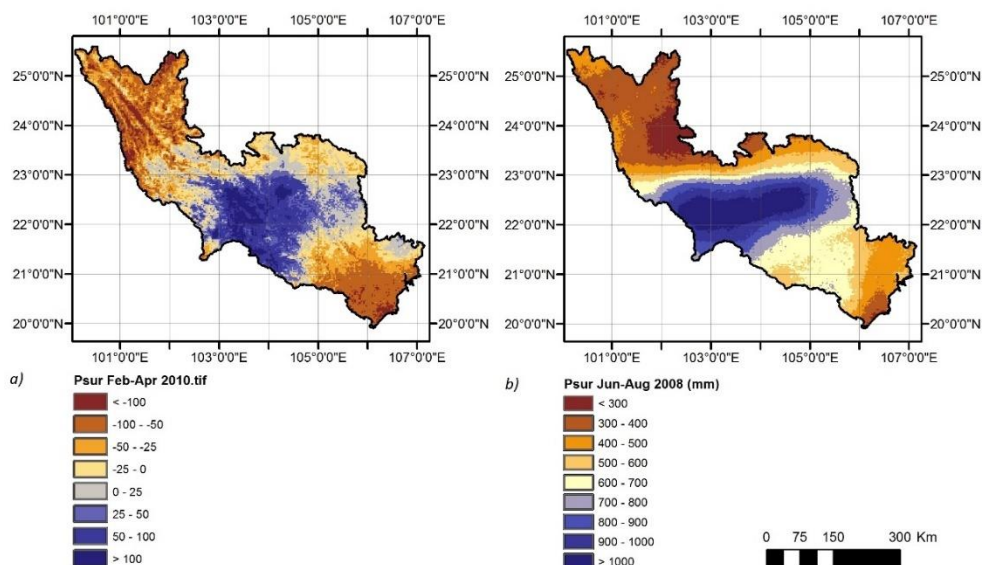 101°0'0"E 103°0'0"E 105°0'0"E 107°0'0"E
25°0'0"N 25°0'0"N
24°0'0"N 24°0'0"N
23°0'0"N 23°0'0"N
22°0'0"N 22°0'0"N
21°0'0"N 21°0'0"N
20°0'0"N 20°0'0"N
101°0'0"E 103°0'0"E 105°0'0"E 107°0'0"E
a) Psur Feb-Apr 2010.tif
< -100
-100 - -50
-50 - -25
-25 - 0
0 - 25
25 - 50
50 - 100
> 100
101°0'0"E 103°0'0"E 105°0'0"E 107°0'0"E
25°0'0"N 25°0'0"N
24°0'0"N 24°0'0"N
23°0'0"N 23°0'0"N
22°0'0"N 22°0'0"N
21°0'0"N 21°0'0"N
20°0'0"N 20°0'0"N
101°0'0"E 103°0'0"E 105°0'0"E 107°0'0"E
b) Psur Jun-Aug 2008 (mm)
< 300
300 - 400
400 - 500
500 - 600
600 - 700
700 - 800
800 - 900
900 - 1000
> 1000
0 75 150 300 Km